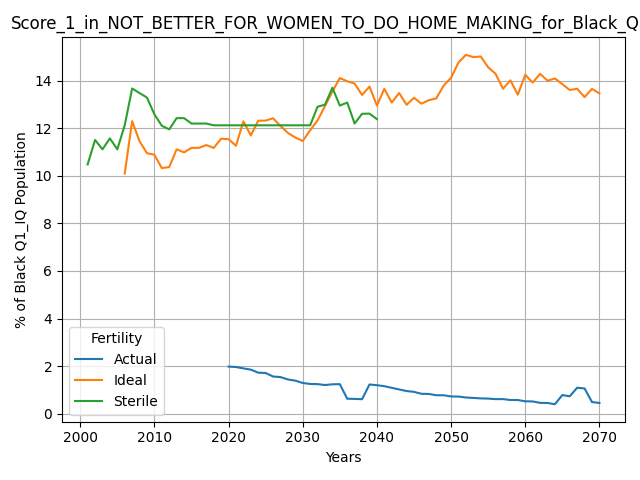 Score_1_in_NOT_BETTER_FOR_WOMEN_TO_DO_HOME_MAKING_for_Black_Q
% of Black Q1_IQ Population
14
12
10
8
6
4
2
0
Fertility
Actual
Ideal
Sterile
2000 2010 2020 2030 2040 2050 2060 2070
Years